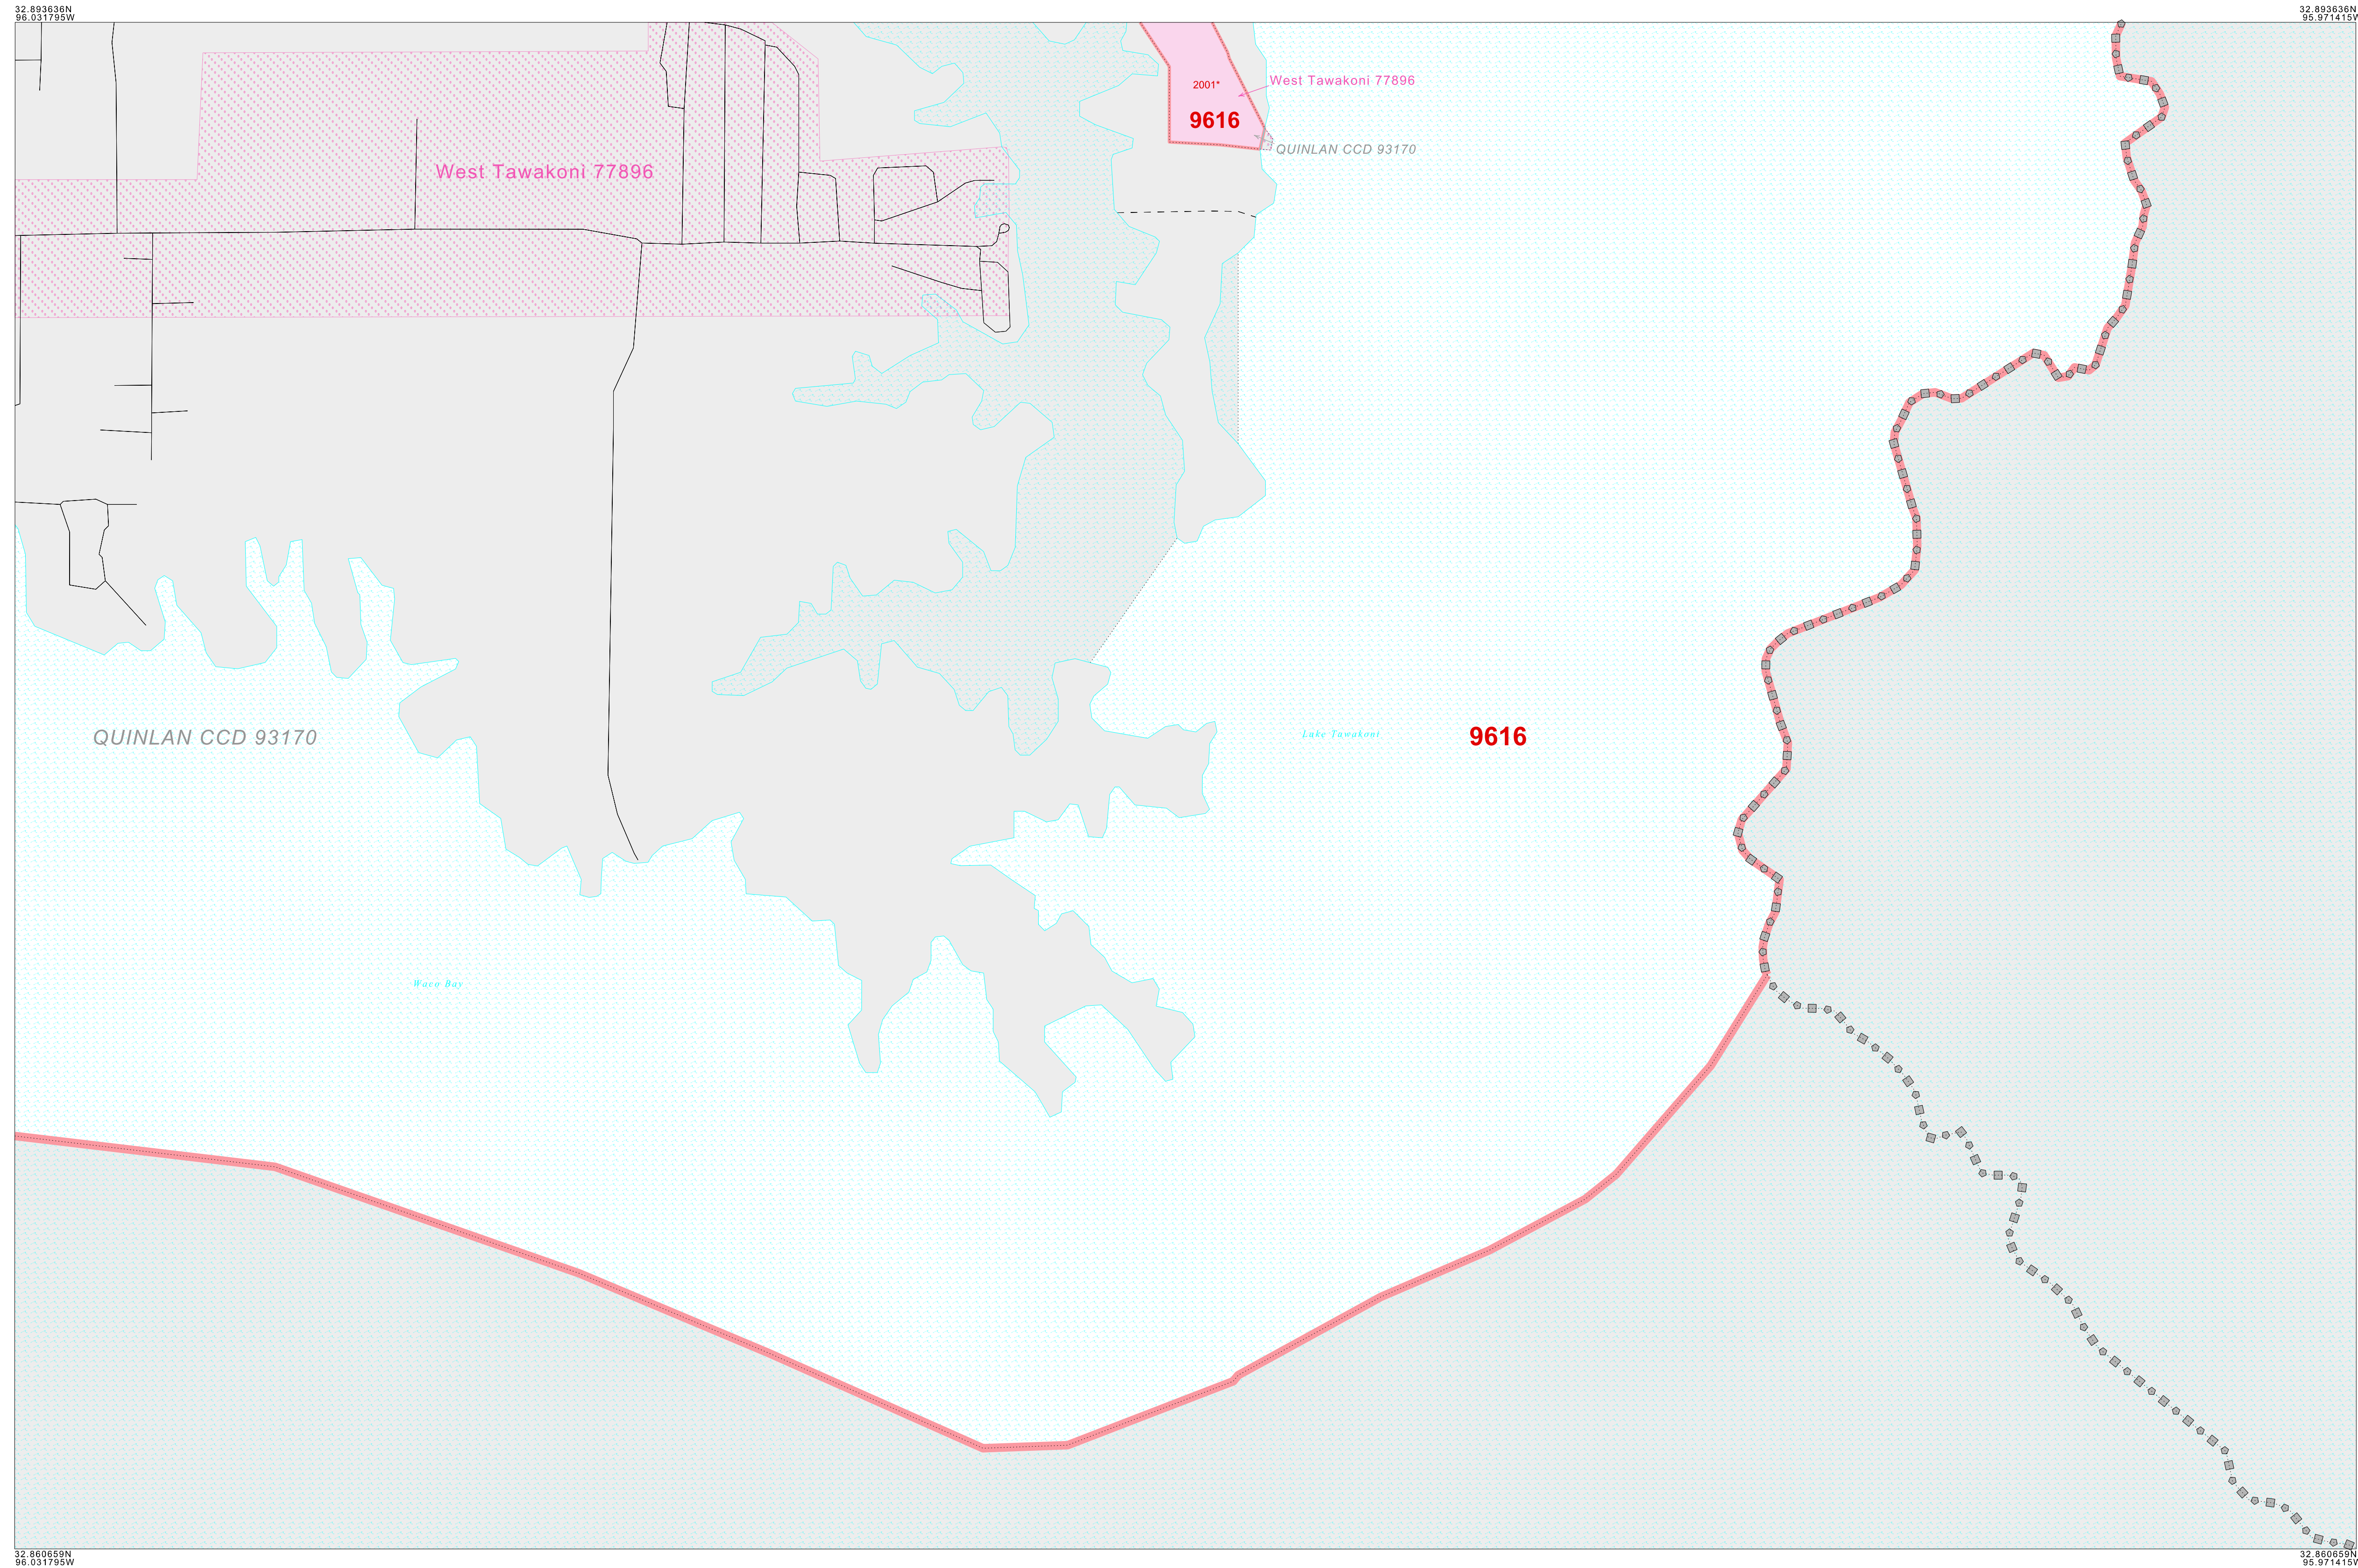 32.893636N
96.031795W
32.893636N
95.971415W
West Tawakoni 77896
2001*
9616
QUINLAN CCD 93170
West Tawakoni 77896
Lake Tawakoni
9616
QUINLAN CCD 93170
Waco Bay
32.860659N
96.031795W
32.860659N
95.971415W